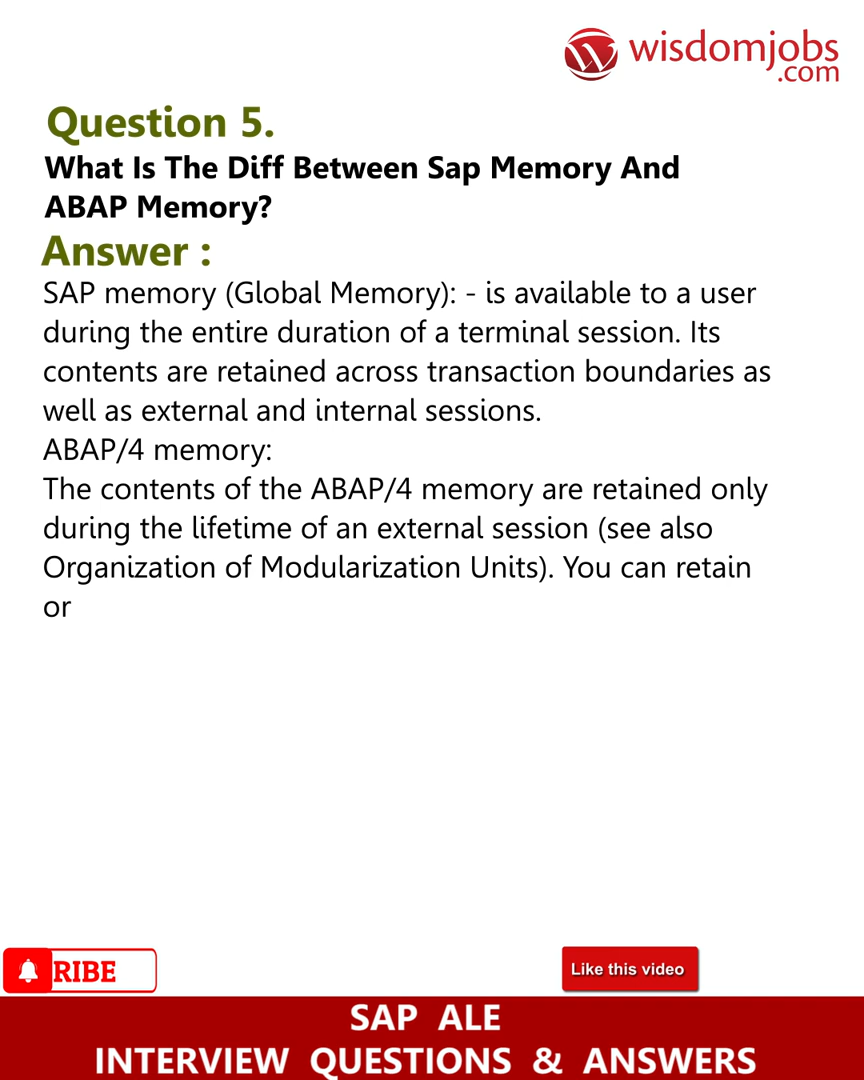 wisdomjobs
.com
Question 5.
What Is The Diff Between Sap Memory And
ABAP Memory?
Answer :
SAP memory (Global Memory): - is available to a user
during the entire duration of a terminal session. Its
contents are retained across transaction boundaries as
well as external and internal sessions.
ABAP/4 memory:
The contents of the ABAP/4 memory are retained only
during the lifetime of an external session (see also
Organization of Modularization Units). You can retain
or
RIBE
Like this video
SAP ALE
INTERVIEW QUESTIONS & ANSWERS